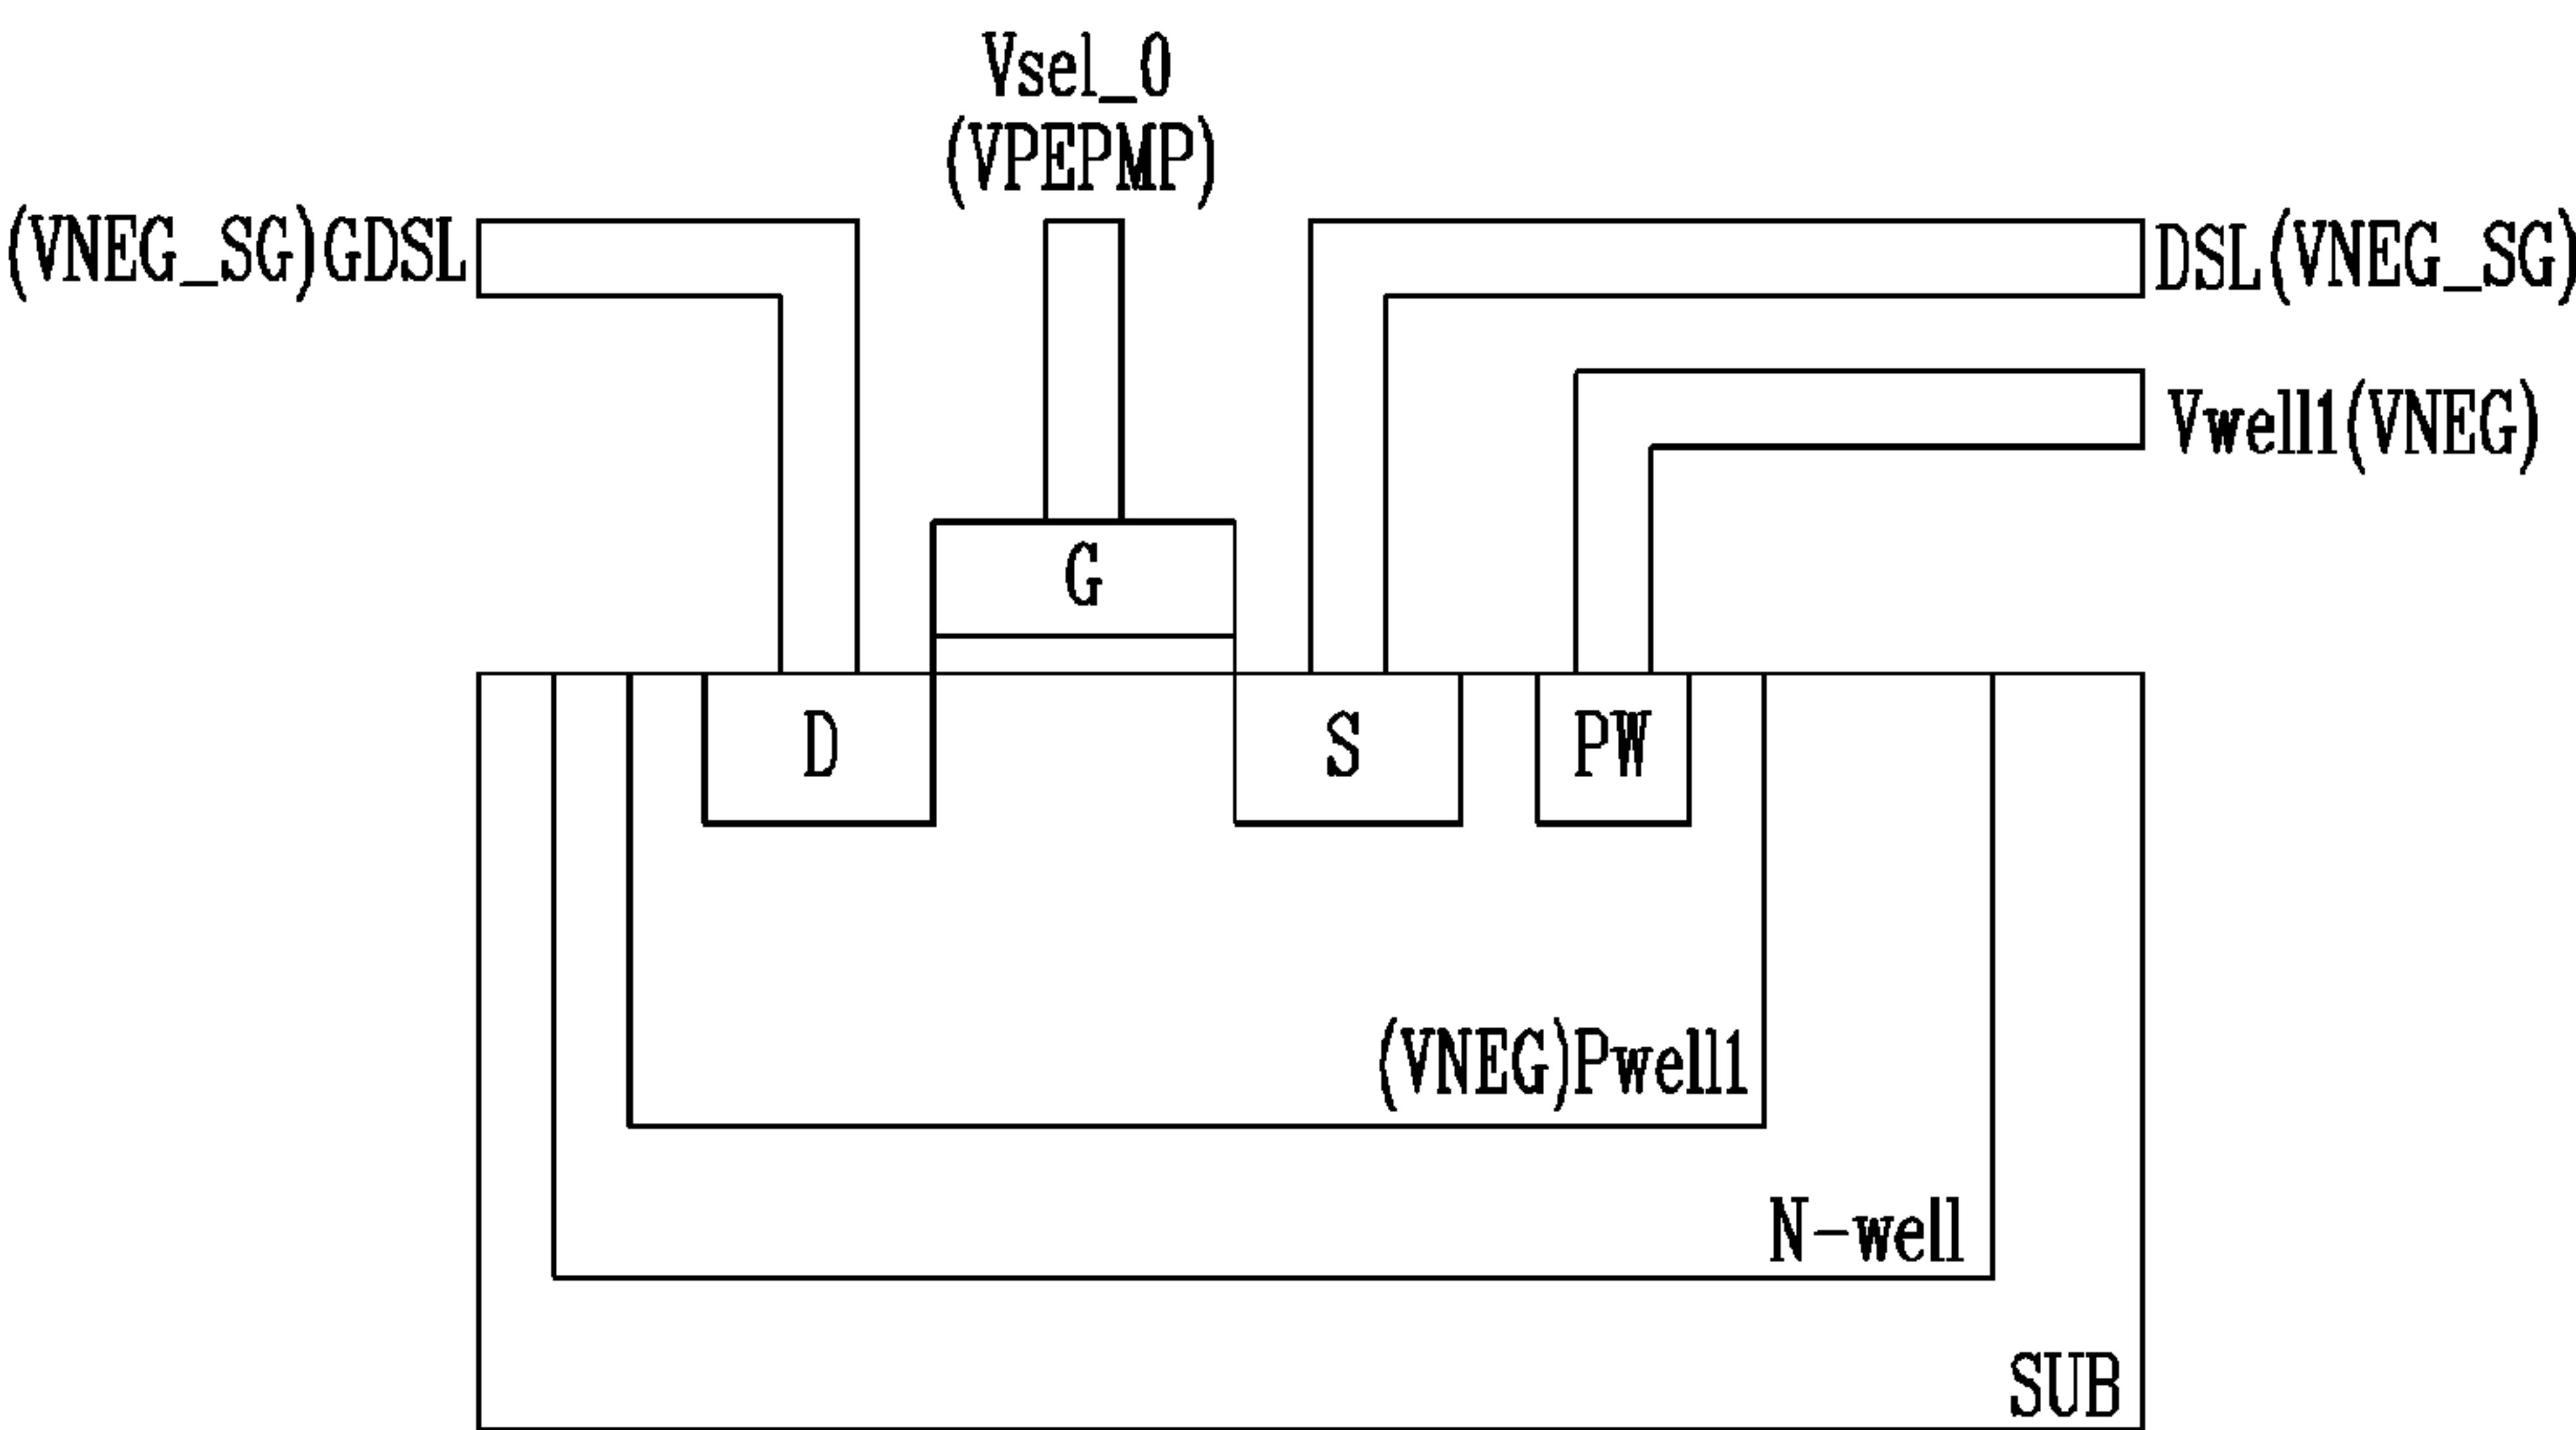 Vsel_0
(VPEPMP)
(VNEG_SG)GDSL
DSL(VNEG_SG)
Vwell1(VNEG)
G
D
S
PW
(VNEG)Pwell1
N-well
SUB